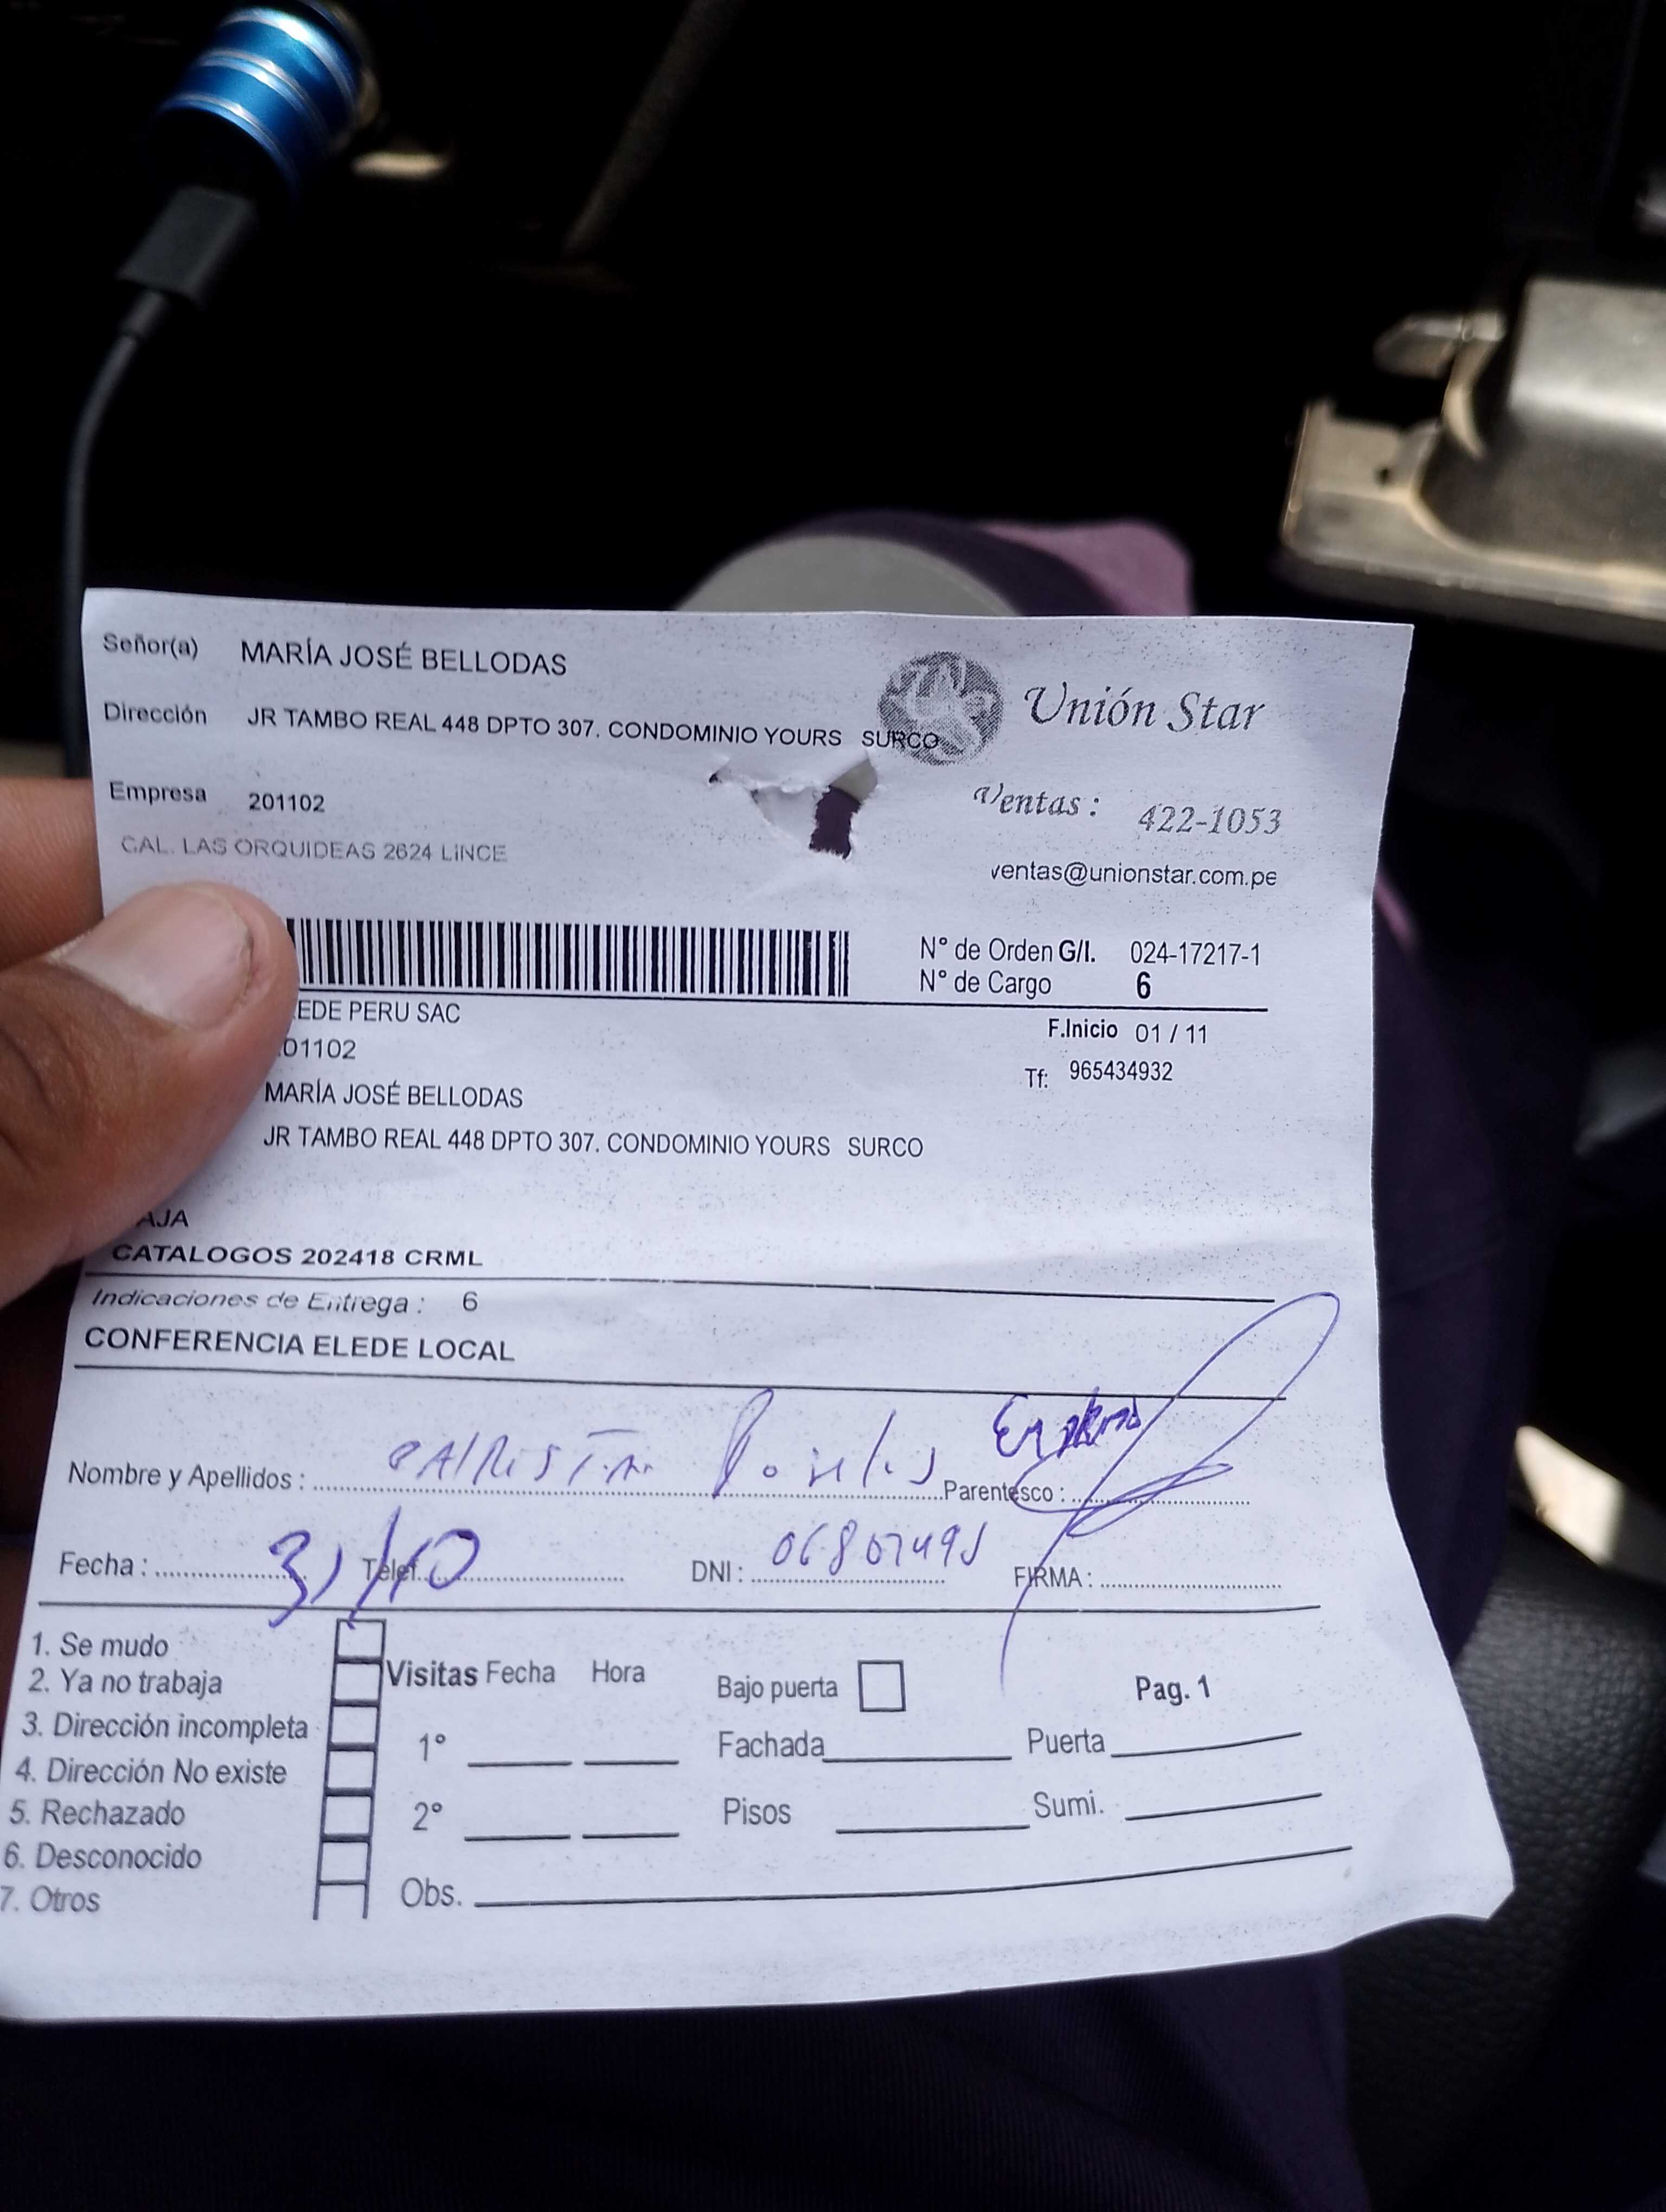 Señor(a) MARÍA JOSÉ BELLODAS
Dirección JR TAMBO REAL 448 DPTO 307. CONDOMINIO YOURS SURCO
Unión Star
Empresa 201102
Ventas : 422-1053
CAL. LAS ORQUIDEAS 2624 LINCE
ventas@unionstar.com.pe
N° de Orden G/I. 024-17217-1
N° de Cargo 6
EDE PERU SAC
F.Inicio 01 / 11
01102
Tf: 965434932
MARÍA JOSÉ BELLODAS
JR TAMBO REAL 448 DPTO 307. CONDOMINIO YOURS SURCO
AJA
CATALOGOS 202418 CRML
Indicaciones de Entrega : 6
CONFERENCIA ELEDE LOCAL
Nombre y Apellidos :
Parentesco :
Fecha : 31/10 Telef.
DNI :
FIRMA :
1. Se mudo
2. Ya no trabaja
3. Dirección incompleta
4. Dirección No existe
5. Rechazado
6. Desconocido
7. Otros
Visitas Fecha Hora
1°
2°
Obs.
Bajo puerta
Pag. 1
Fachada
Puerta
Pisos
Sumi.